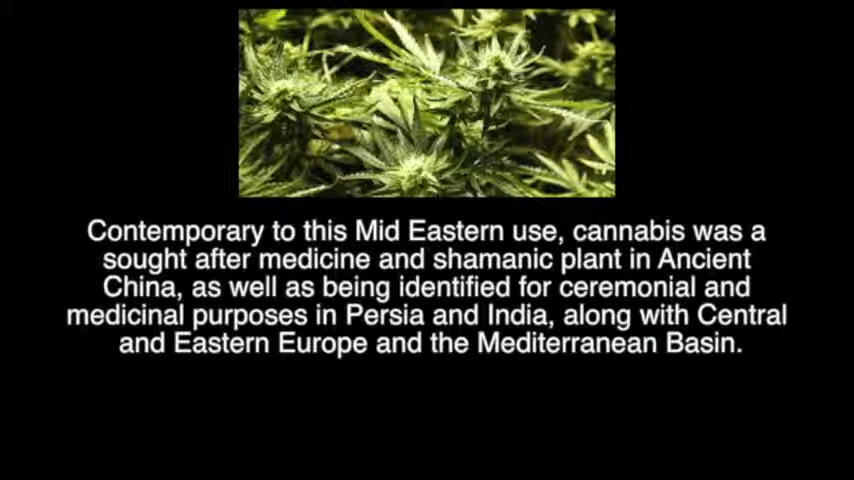 Contemporary to this Mid Eastern use, cannabis was a
sought after medicine and shamanic plant in Ancient
China, as well as being identified for ceremonial and
medicinal purposes in Persia and India, along with Central
and Eastern Europe and the Mediterranean Basin.